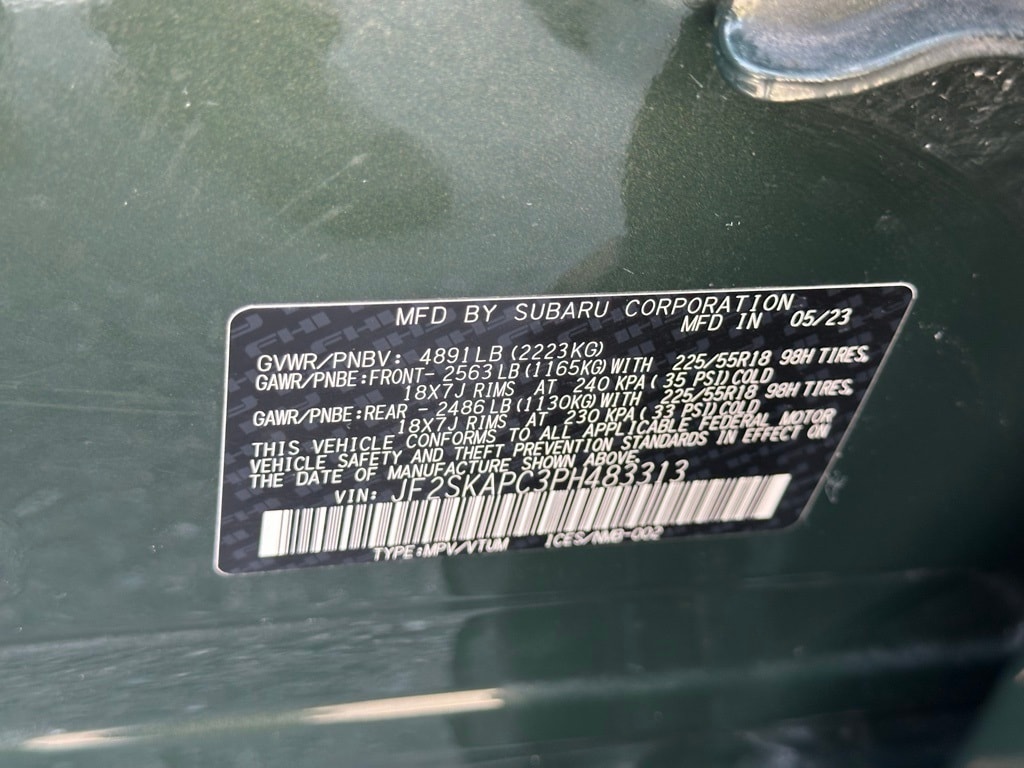 MFD BY SUBARU CORPORATION
MFD IN 05/23
GVWR/PNBV: 4891LB (2223KG)
GAWR/PNBE:FRONT- 2563LB(1165KG)WITH 225/55R18 98H TIRES.
18X7J RIMS AT 240 KPA( 35 PSI)COLD
GAWR/PNBE:REAR - 2486LB(1130KG)WITH 225/55R18 98H TIRES.
18X7J RIMS AT 230 KPA( 33 PSI)COLD
THIS VEHICLE CONFORMS TO ALL APPLICABLE FEDERAL MOTOR
VEHICLE SAFETY AND THEFT PREVENTION STANDARDS IN EFFECT ON
THE DATE OF MANUFACTURE SHOWN ABOVE.
VIN: JF2SKAPC3PH483313
TYPE:MPV/VTUM ICES/NMB-002